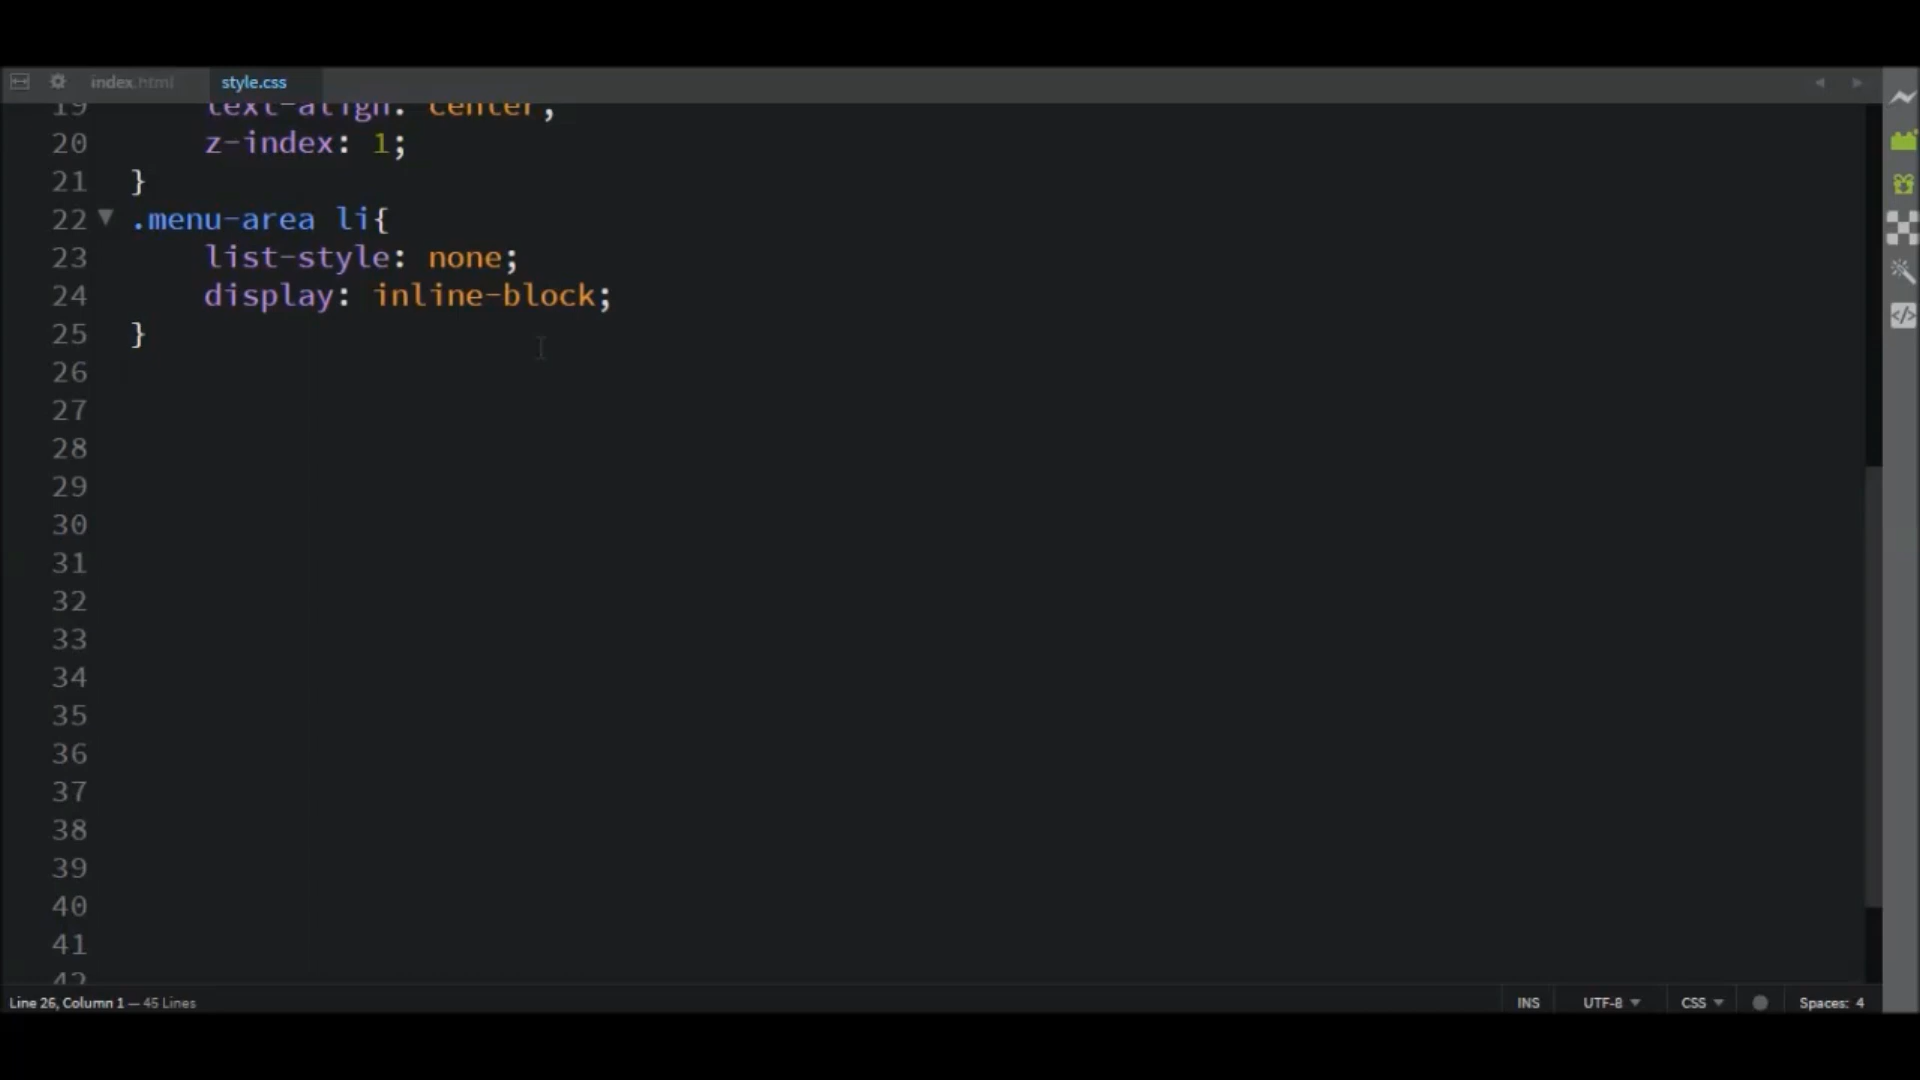 index.html style.css
19 text-align: center;
20 z-index: 1;
21 }
22 .menu-area li{
23 list-style: none;
24 display: inline-block;
25 }
26
27
28
29
30
31
32
33
34
35
36
37
38
39
40
41
42
Line 26, Column 1 — 45 Lines INS UTF-8 CSS Spaces: 4